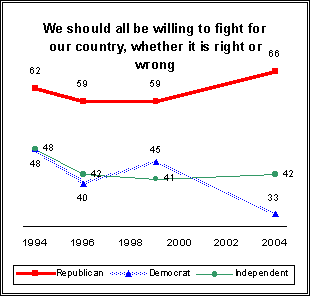 We should all be willing to fight for
our country, whether it is right or
wrong
66
62
59
59
48
48
45
42
41
42
40
33
1994 1996 1998 2000 2002 2004
Republican Democrat Independent